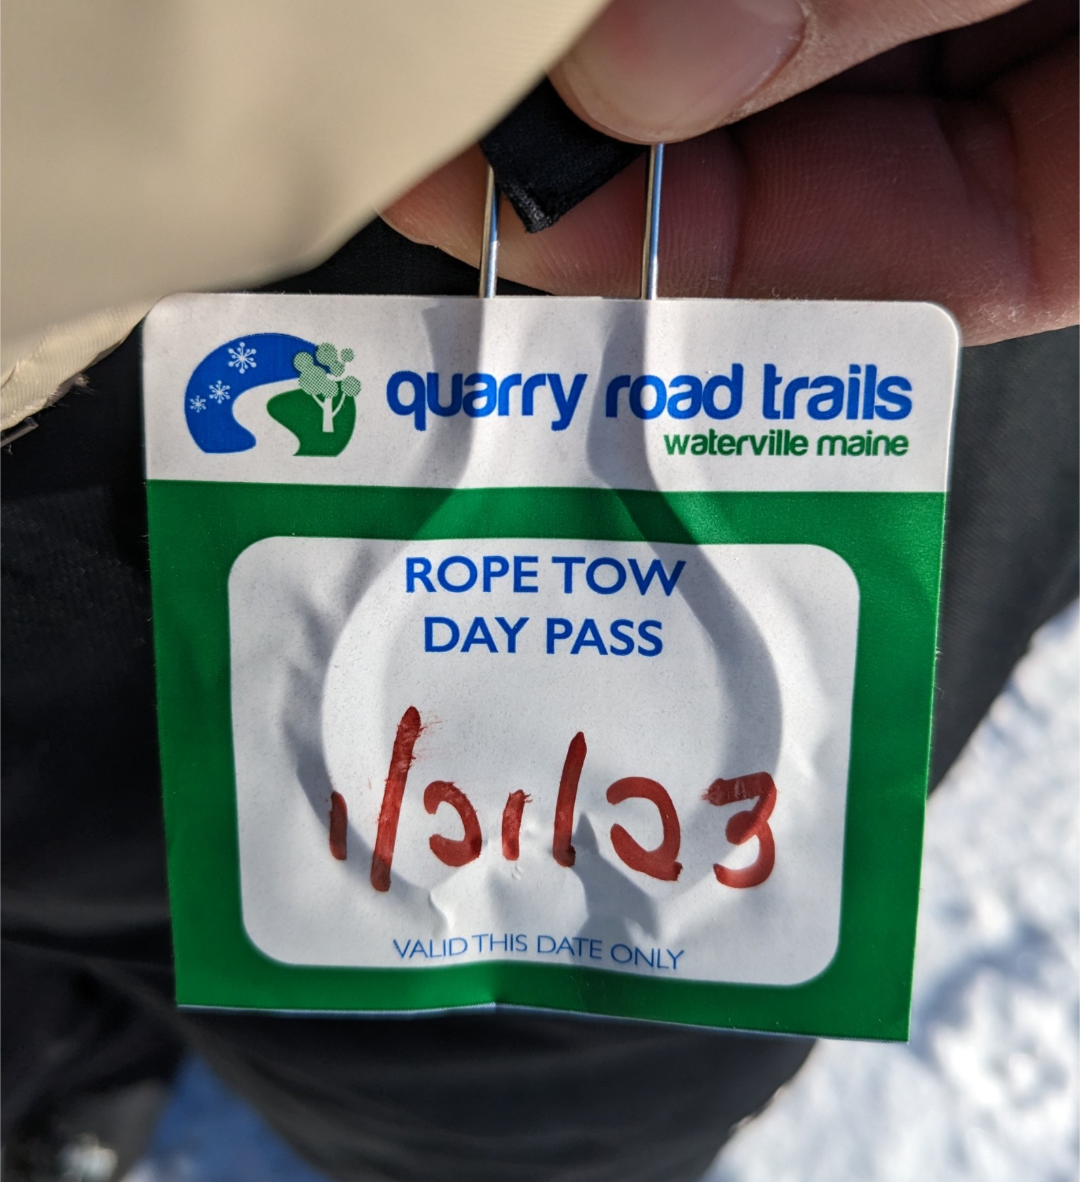 quarry road trails
waterville maine
ROPE TOW
DAY PASS
1/21/23
VALID THIS DATE ONLY